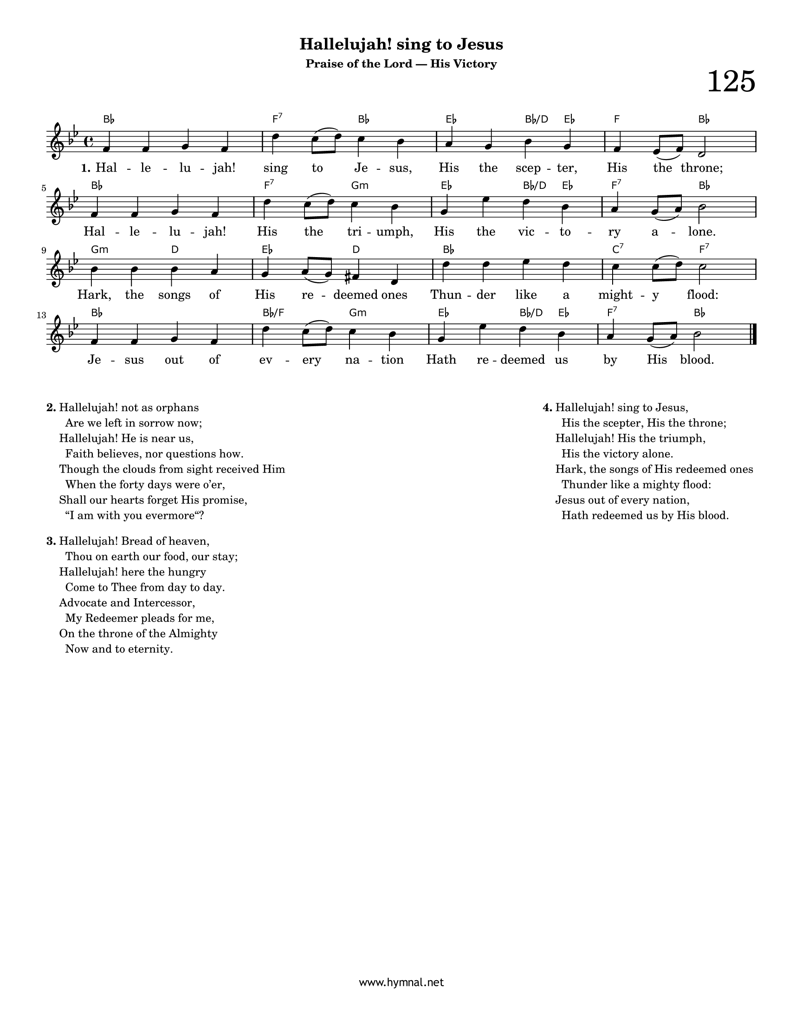 Hallelujah! sing to Jesus
Praise of the Lord — His Victory
125
B♭ F7 B♭ E♭ B♭/D E♭ F B♭
1. Hal - le - lu - jah! sing to Je - sus, His the scep - ter, His the throne;
5 B♭ F7 Gm E♭ B♭/D E♭ F7 B♭
Hal - le - lu - jah! His the tri - umph, His the vic - to - ry a - lone.
9 Gm D E♭ D B♭ C7 F7
Hark, the songs of His re - deemed ones Thun - der like a might - y flood:
13 B♭ B♭/F Gm E♭ B♭/D E♭ F7 B♭
Je - sus out of ev - ery na - tion Hath re - deemed us by His blood.
2. Hallelujah! not as orphans
Are we left in sorrow now;
Hallelujah! He is near us,
Faith believes, nor questions how.
Though the clouds from sight received Him
When the forty days were o’er,
Shall our hearts forget His promise,
“I am with you evermore“?
3. Hallelujah! Bread of heaven,
Thou on earth our food, our stay;
Hallelujah! here the hungry
Come to Thee from day to day.
Advocate and Intercessor,
My Redeemer pleads for me,
On the throne of the Almighty
Now and to eternity.
4. Hallelujah! sing to Jesus,
His the scepter, His the throne;
Hallelujah! His the triumph,
His the victory alone.
Hark, the songs of His redeemed ones
Thunder like a mighty flood:
Jesus out of every nation,
Hath redeemed us by His blood.
www.hymnal.net